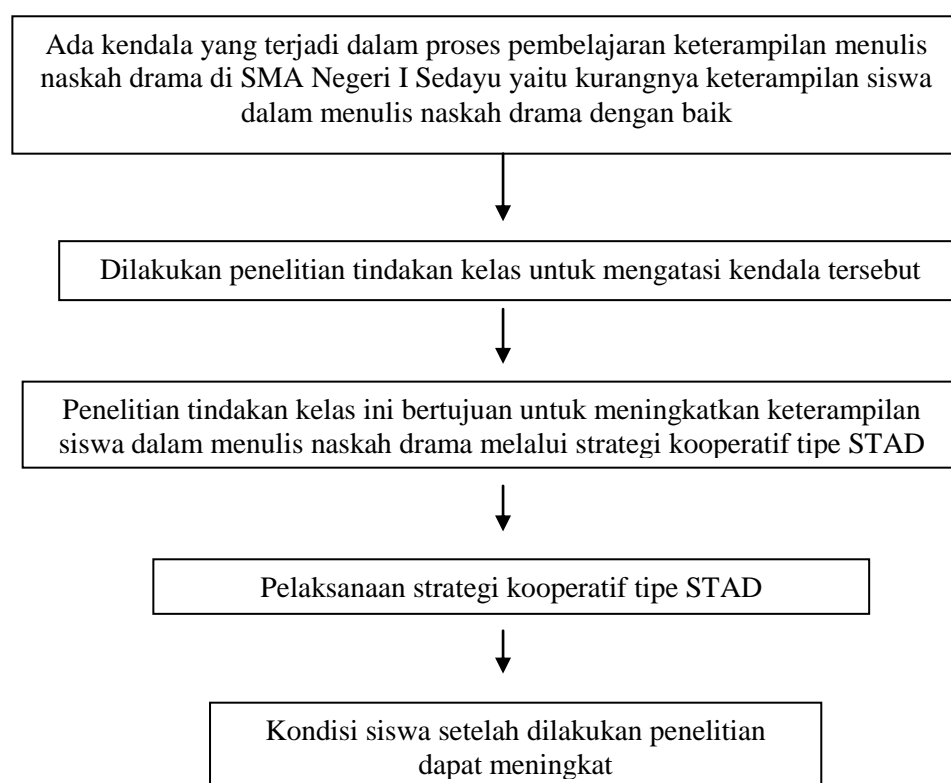 Ada kendala yang terjadi dalam proses pembelajaran keterampilan menulis
naskah drama di SMA Negeri I Sedayu yaitu kurangnya keterampilan siswa
dalam menulis naskah drama dengan baik
Dilakukan penelitian tindakan kelas untuk mengatasi kendala tersebut
Penelitian tindakan kelas ini bertujuan untuk meningkatkan keterampilan
siswa dalam menulis naskah drama melalui strategi kooperatif tipe STAD
Pelaksanaan strategi kooperatif tipe STAD
Kondisi siswa setelah dilakukan penelitian
dapat meningkat